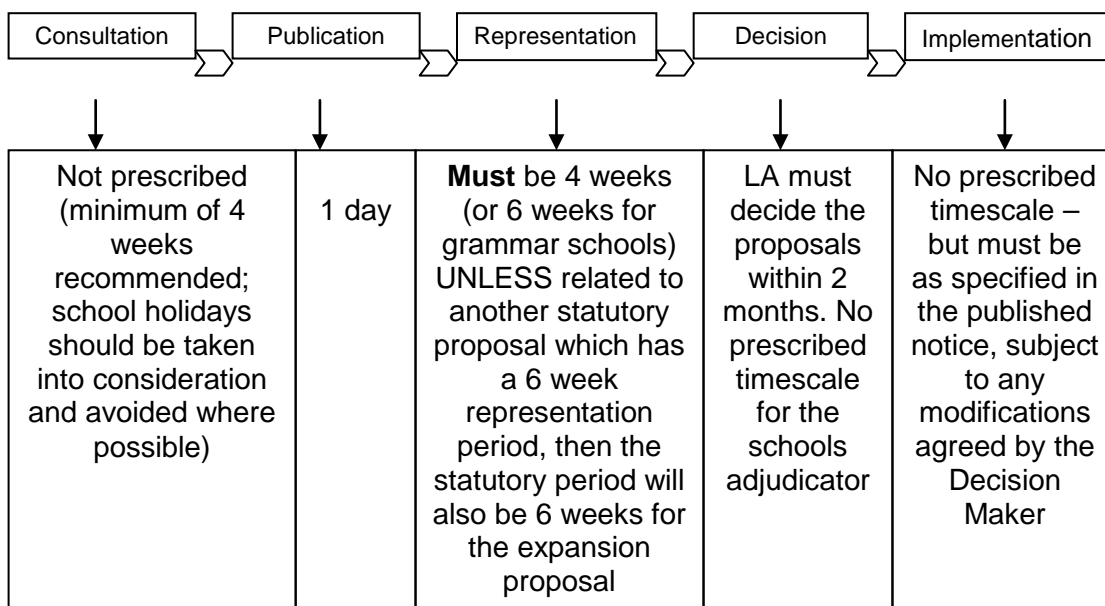 Consultation
Publication
Representation
Decision
Implementation
Not prescribed
(minimum of 4
weeks
recommended;
school holidays
should be taken
into consideration
and avoided where
possible)
1 day
Must be 4 weeks
(or 6 weeks for
grammar schools)
UNLESS related to
another statutory
proposal which has
a 6 week
representation
period, then the
statutory period will
also be 6 weeks for
the expansion
proposal
LA must
decide the
proposals
within 2
months. No
prescribed
timescale
for the
schools
adjudicator
No prescribed
timescale –
but must be
as specified in
the published
notice, subject
to any
modifications
agreed by the
Decision
Maker